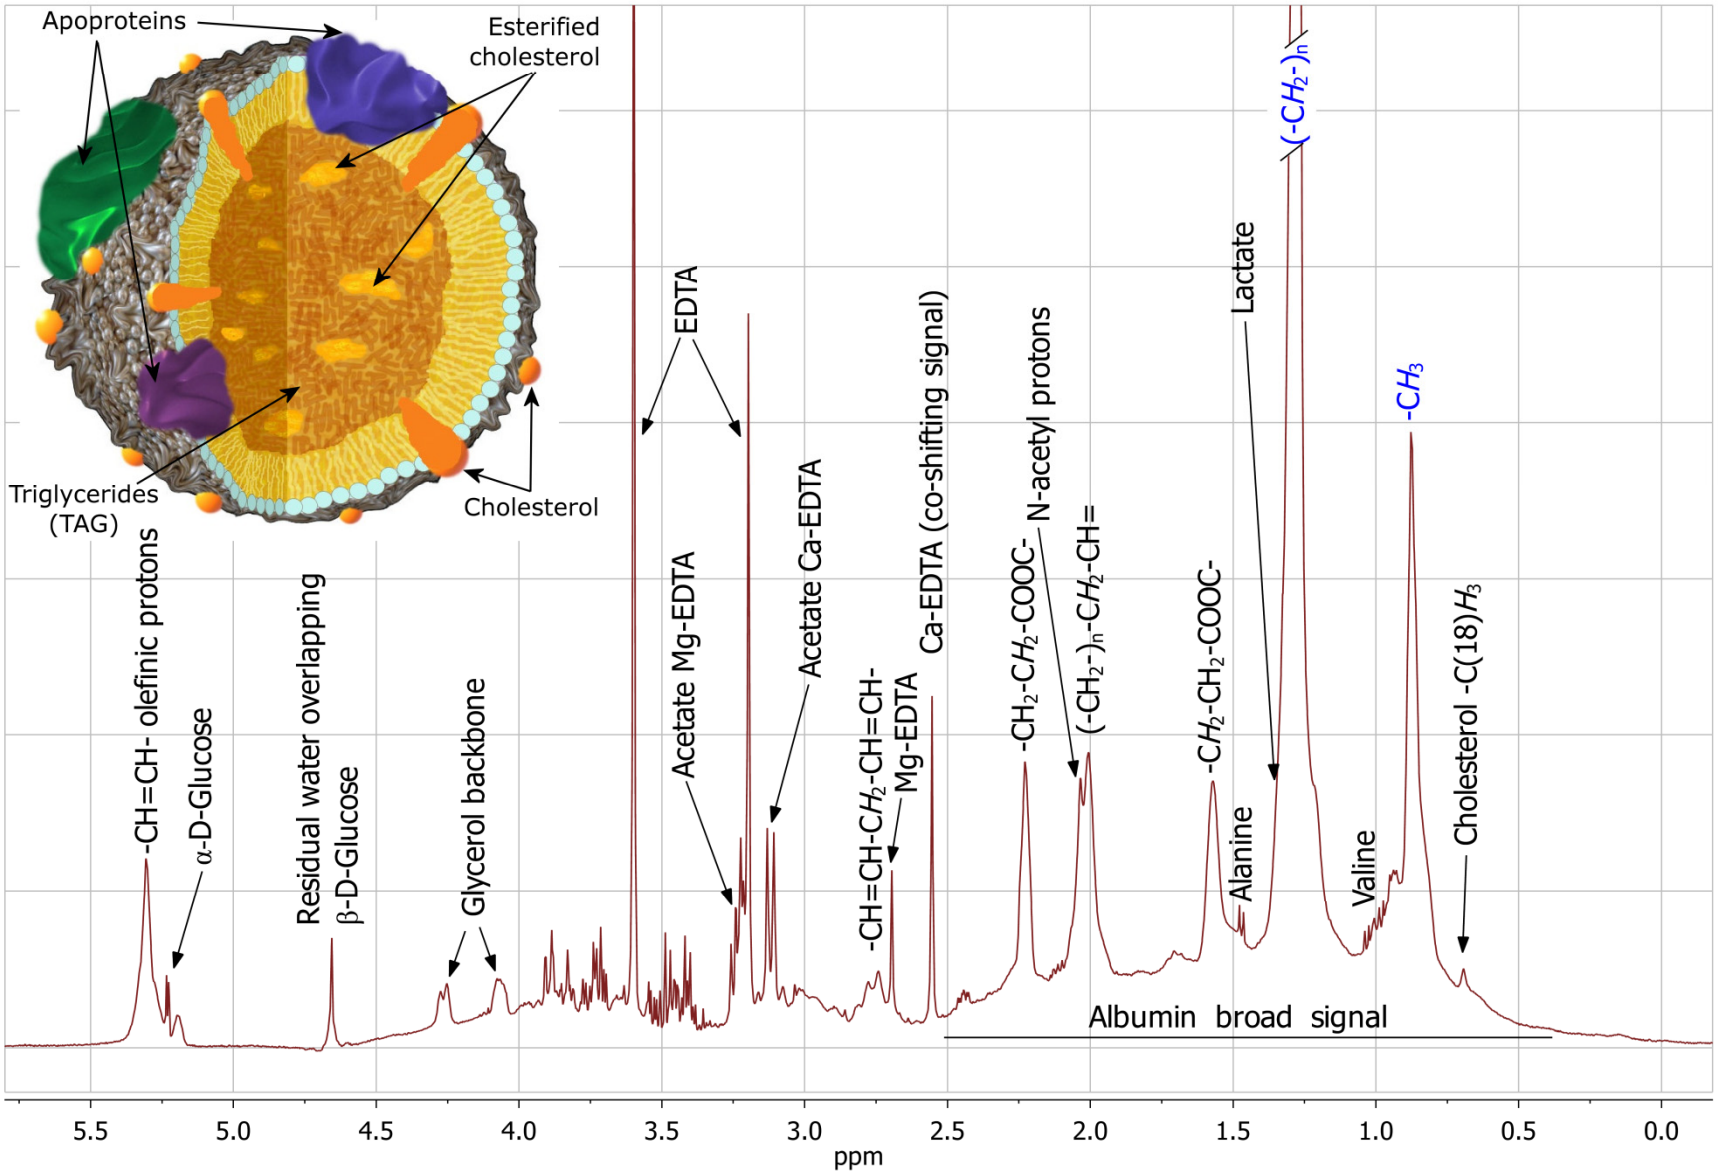 Apoproteins
Esterified
cholesterol
Triglycerides
(TAG)
Cholesterol
-CH=CH- olefinic protons
α-D-Glucose
Residual water overlapping
β-D-Glucose
Glycerol backbone
EDTA
Acetate Mg-EDTA
Acetate Ca-EDTA
-CH=CH-CH₂-CH=CH-
Mg-EDTA
Ca-EDTA (co-shifting signal)
-CH₂-CH₂-COOC-
N-acetyl protons
(-CH₂-)ₙ-CH₂-CH=
-CH₂-CH₂-COOC-
Alanine
Lactate
(-CH₂-)ₙ
Valine
-CH₃
Cholesterol -C(18)H₃
Albumin broad signal
5.5 5.0 4.5 4.0 3.5 3.0 2.5 2.0 1.5 1.0 0.5 0.0
ppm